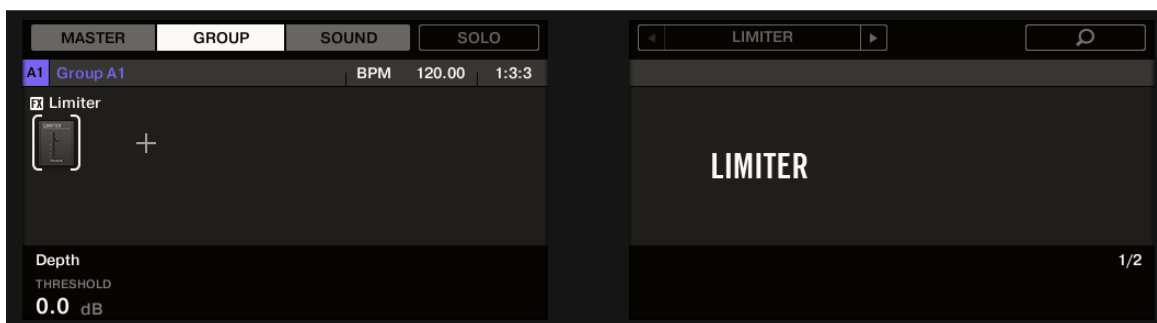 MASTER GROUP SOUND SOLO LIMITER
A1 Group A1 BPM 120.00 1:3:3
FX Limiter
LIMITER
LIMITER
Depth 1/2
THRESHOLD
0.0 dB